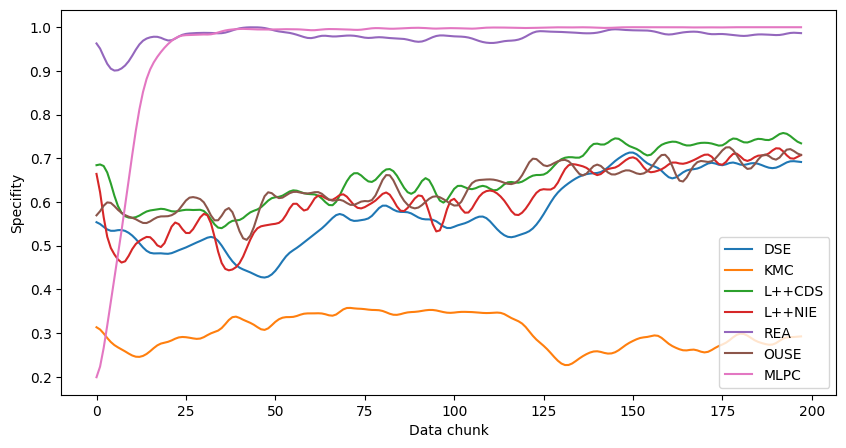 1.0
0.9
0.8
0.7
0.6
0.5
0.4
0.3
0.2
Specifity
0 25 50 75 100 125 150 175 200
Data chunk
DSE
KMC
L++CDS
L++NIE
REA
OUSE
MLPC